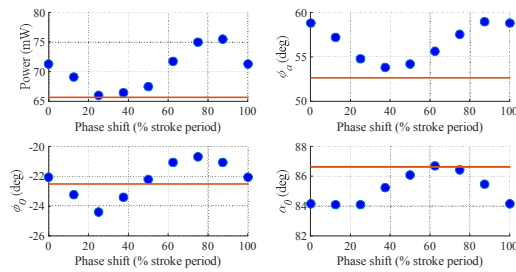 80
75
70
65
Power (mW)
0 20 40 60 80 100
Phase shift (% stroke period)
60
55
50
ϕₐ (deg)
0 20 40 60 80 100
Phase shift (% stroke period)
-20
-22
-24
-26
ϕ₀ (deg)
0 20 40 60 80 100
Phase shift (% stroke period)
88
86
84
82
α₀ (deg)
0 20 40 60 80 100
Phase shift (% stroke period)